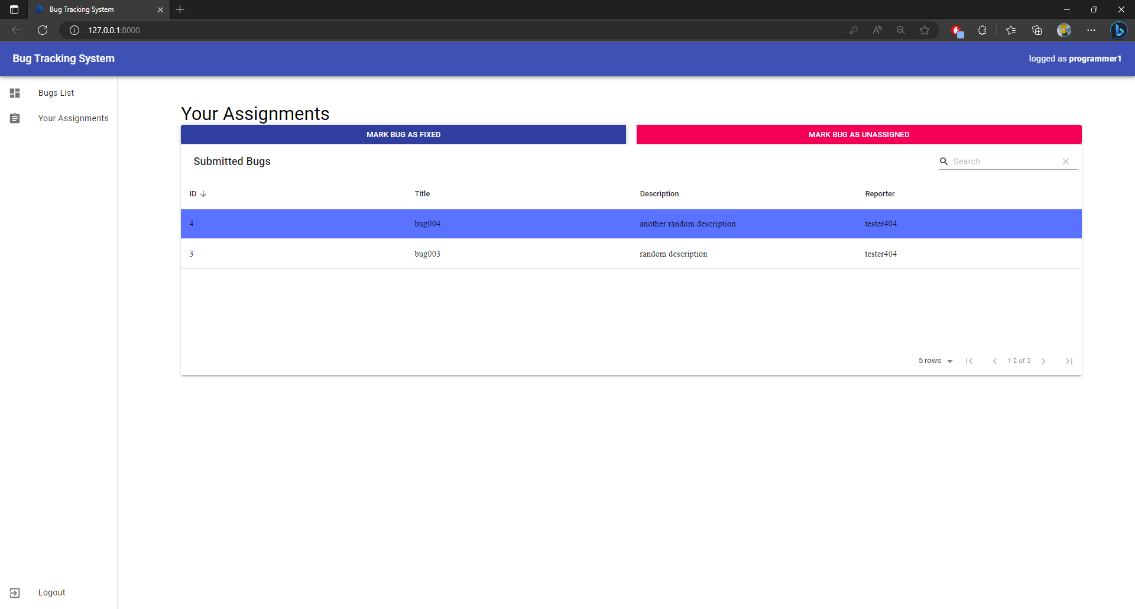 Bug Tracking System
127.0.0.1:8000
Bug Tracking System
logged as programmer1
Bugs List
Your Assignments
Your Assignments
MARK BUG AS FIXED
MARK BUG AS UNASSIGNED
Submitted Bugs
Search
ID Title Description Reporter
4 bug004 another random description tester404
3 bug003 random description tester404
5 rows 1-2 of 2
Logout